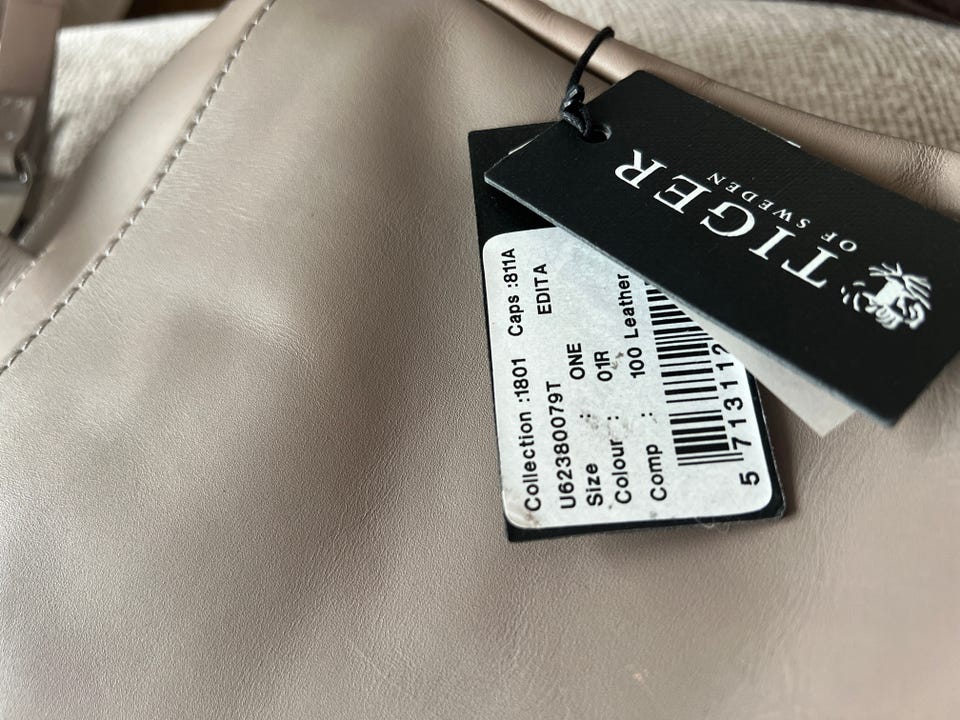 TIGER
OF SWEDEN
Collection :1801 Caps :811A
U62380079T EDITA
Size : ONE
Colour : 01R
Comp : 100 Leather
5 713112